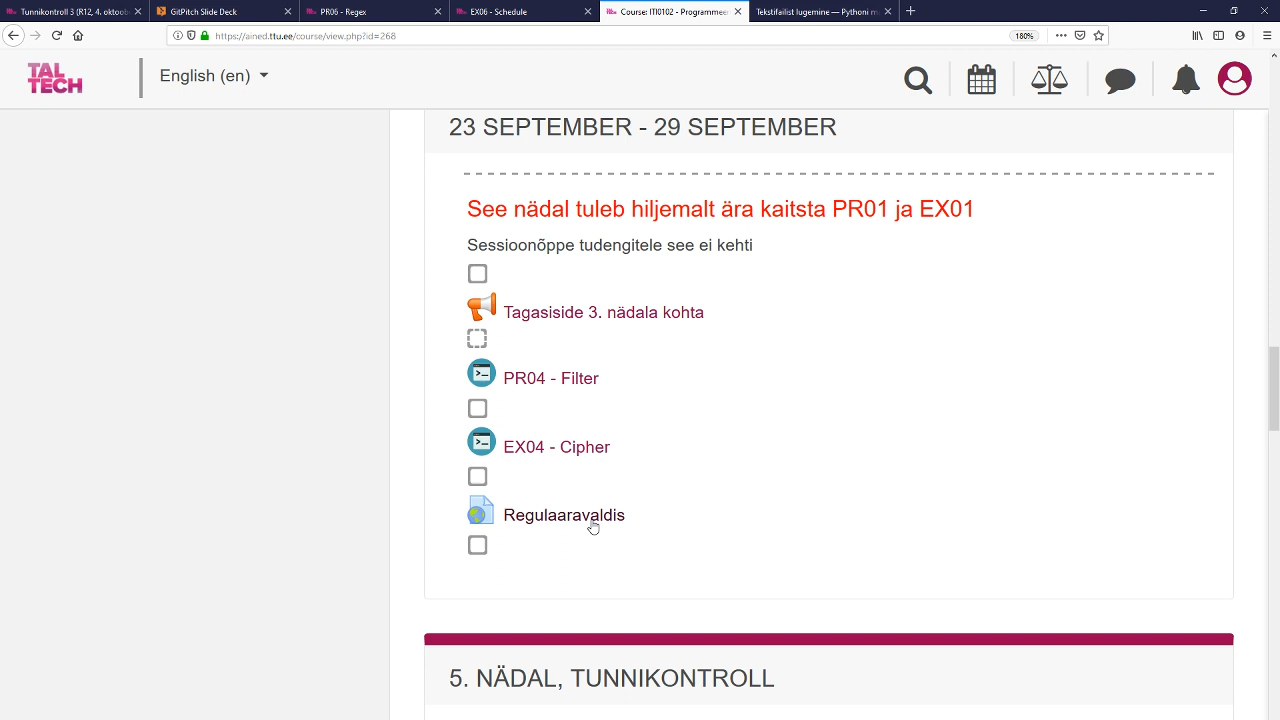 Tunnikontroll 3 (R12, 4. oktoob
GitPitch Slide Deck
PR06 - Regex
EX06 - Schedule
Course: ITI0102 - Programmeer
Tekstifailist lugemine — Pythoni m
https://ained.ttu.ee/course/view.php?id=268
180%
TAL
TECH
English (en)
23 SEPTEMBER - 29 SEPTEMBER
See nädal tuleb hiljemalt ära kaitsta PR01 ja EX01
Sessioonõppe tudengitele see ei kehti
Tagasiside 3. nädala kohta
PR04 - Filter
EX04 - Cipher
Regulaaravaldis
5. NÄDAL, TUNNIKONTROLL